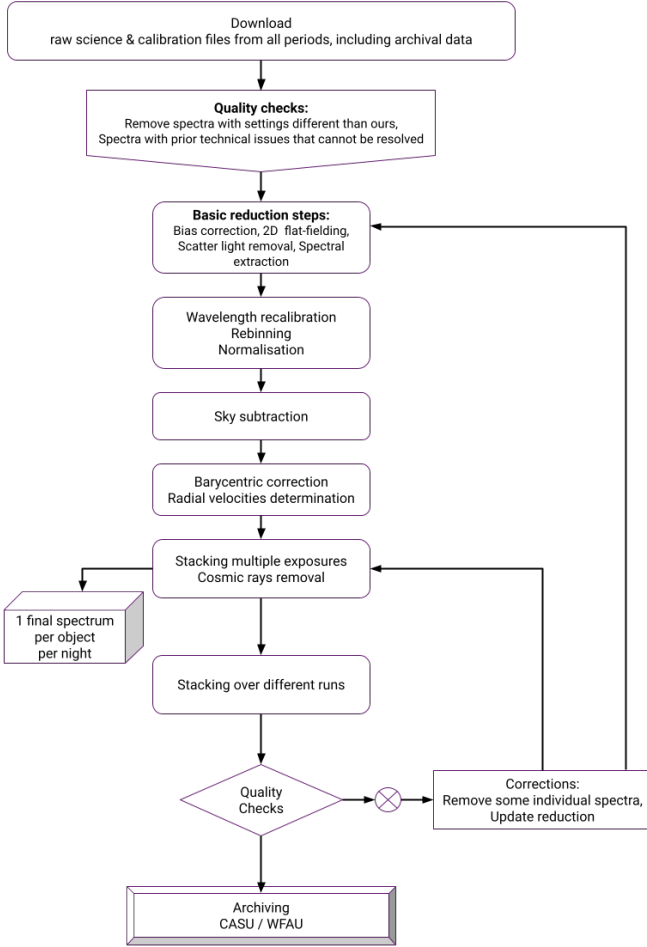 Download
raw science & calibration files from all periods, including archival data
Quality checks:
Remove spectra with settings different than ours,
Spectra with prior technical issues that cannot be resolved
Basic reduction steps:
Bias correction, 2D flat-fielding,
Scatter light removal, Spectral
extraction
Wavelength recalibration
Rebinning
Normalisation
Sky subtraction
Barycentric correction
Radial velocities determination
Stacking multiple exposures
Cosmic rays removal
1 final spectrum
per object
per night
Stacking over different runs
Quality
Checks
Corrections:
Remove some individual spectra,
Update reduction
Archiving
CASU / WFAU